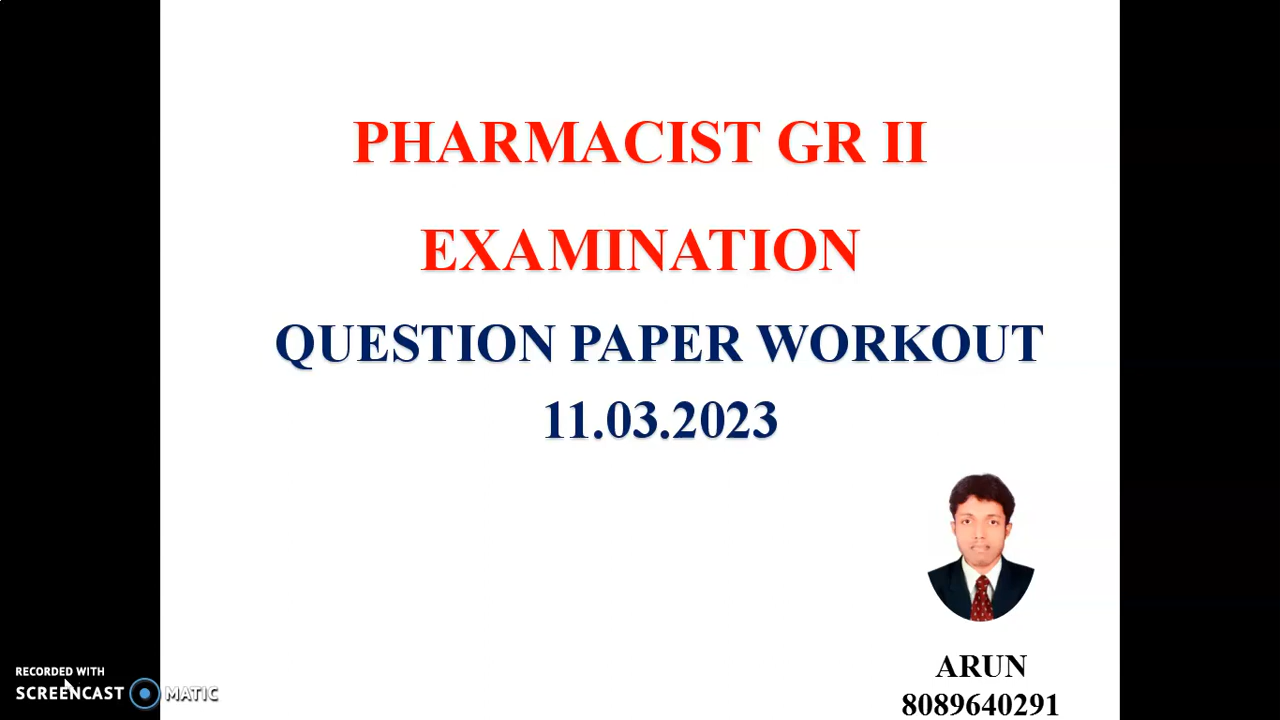 PHARMACIST GR II
EXAMINATION
QUESTION PAPER WORKOUT
11.03.2023
ARUN
8089640291
RECORDED WITH
SCREENCAST MATIC